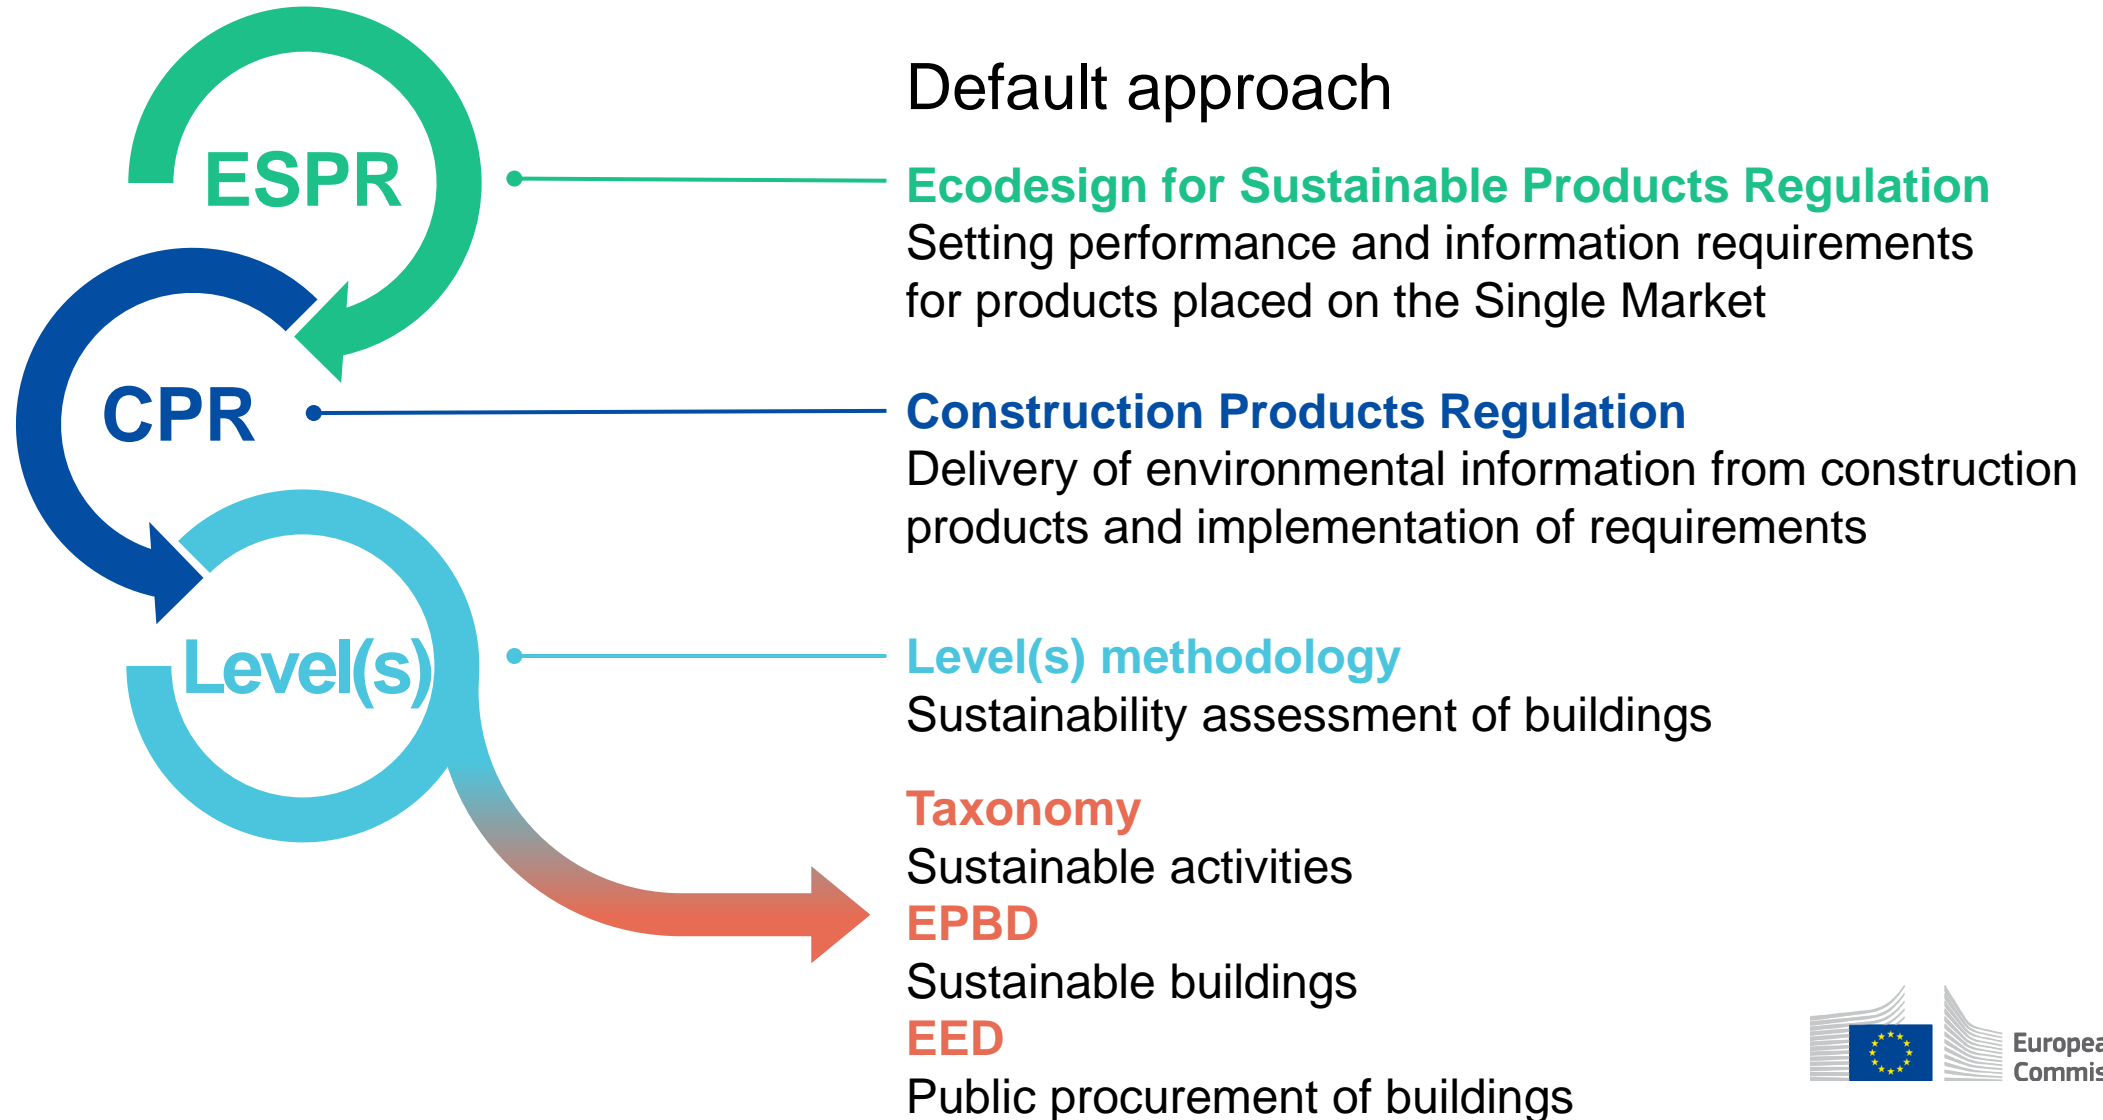 Default approach
ESPR
Ecodesign for Sustainable Products Regulation
Setting performance and information requirements
for products placed on the Single Market
CPR
Construction Products Regulation
Delivery of environmental information from construction
products and implementation of requirements
Level(s)
Level(s) methodology
Sustainability assessment of buildings
Taxonomy
Sustainable activities
EPBD
Sustainable buildings
EED
Public procurement of buildings
Europea
Commis